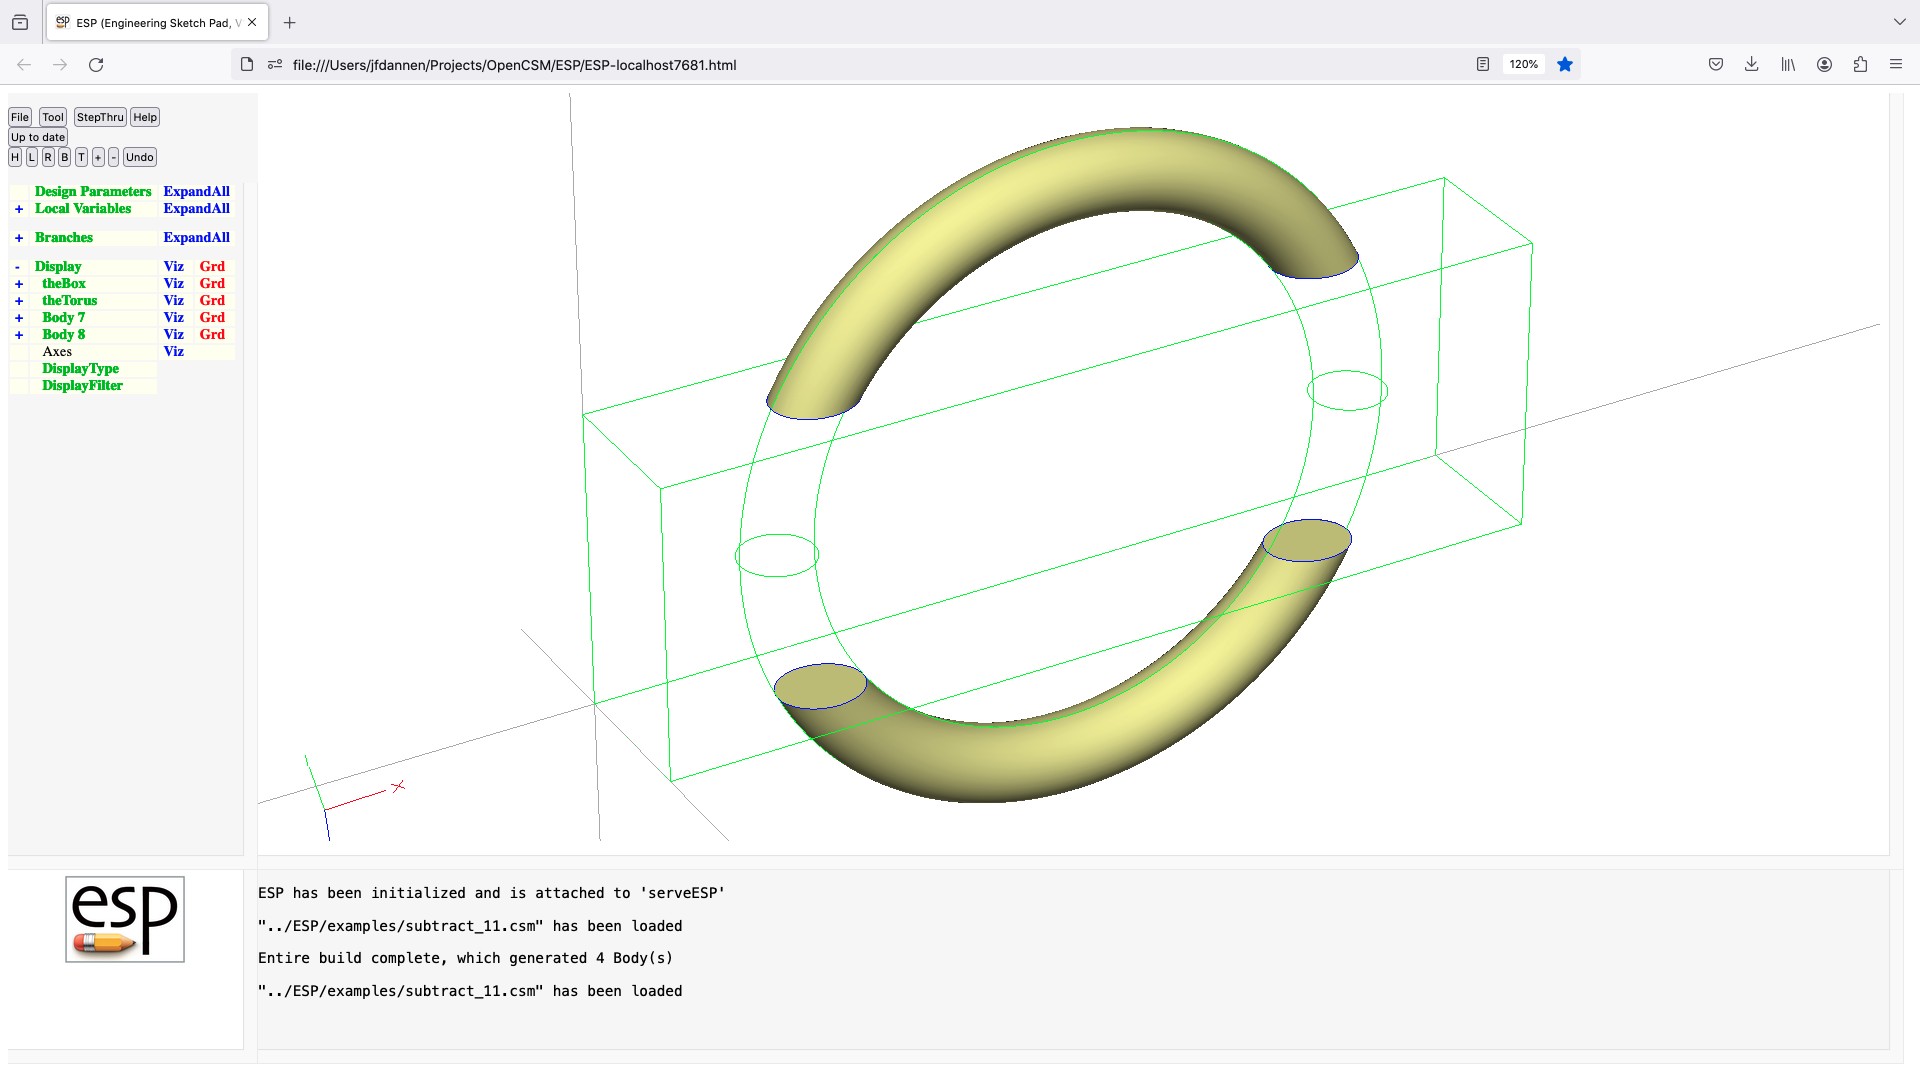 ESP (Engineering Sketch Pad, V
file:///Users/jfdannen/Projects/OpenCSM/ESP/ESP-localhost7681.html
120%
File Tool StepThru Help
Up to date
H L R B T + - Undo
Design Parameters ExpandAll
+ Local Variables ExpandAll
+ Branches ExpandAll
- Display Viz Grd
+ theBox Viz Grd
+ theTorus Viz Grd
+ Body 7 Viz Grd
+ Body 8 Viz Grd
Axes Viz
DisplayType
DisplayFilter
X
esp
ESP has been initialized and is attached to 'serveESP'
"../ESP/examples/subtract_11.csm" has been loaded
Entire build complete, which generated 4 Body(s)
"../ESP/examples/subtract_11.csm" has been loaded